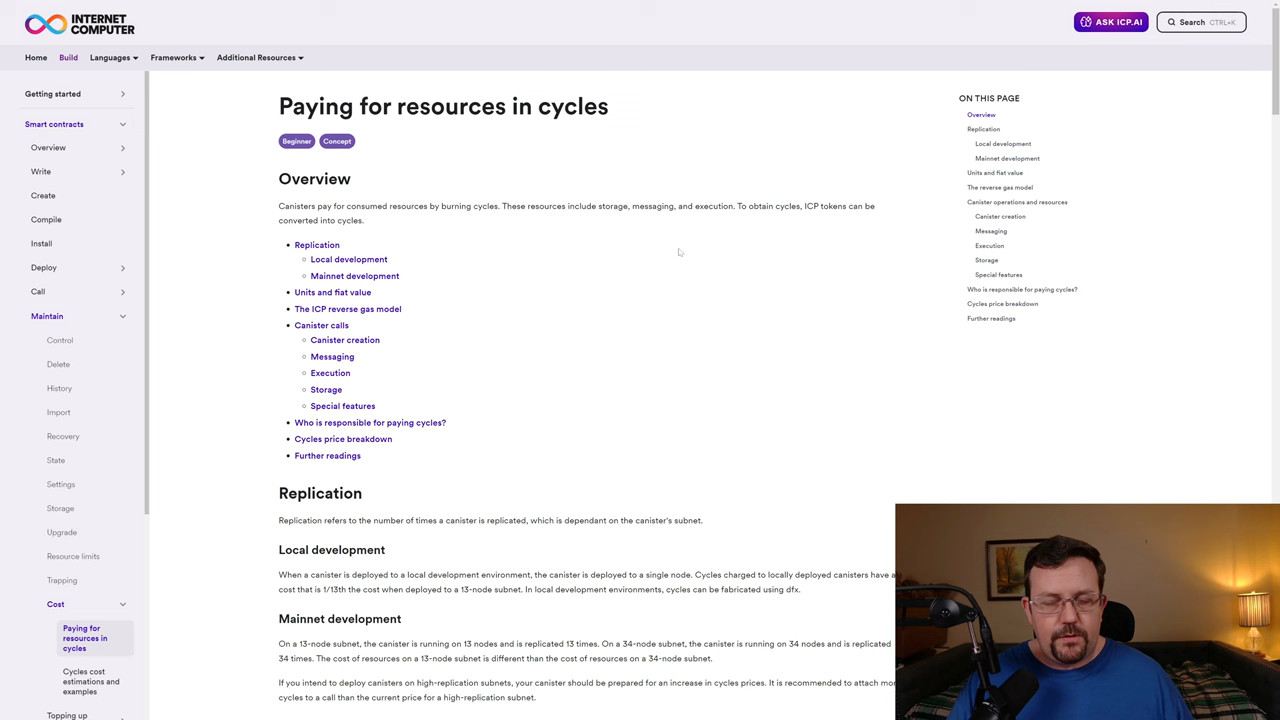 INTERNET
COMPUTER
ASK ICP.AI
Search CTRL+K
Home Build Languages Frameworks Additional Resources
Getting started
Smart contracts
Overview
Write
Create
Compile
Install
Deploy
Call
Maintain
Control
Delete
History
Import
Recovery
State
Settings
Storage
Upgrade
Resource limits
Trapping
Cost
Paying for
resources in
cycles
Cycles cost
estimations and
examples
Topping up
Paying for resources in cycles
Beginner Concept
Overview
Canisters pay for consumed resources by burning cycles. These resources include storage, messaging, and execution. To obtain cycles, ICP tokens can be
converted into cycles.
Replication
Local development
Mainnet development
Units and fiat value
The ICP reverse gas model
Canister calls
Canister creation
Messaging
Execution
Storage
Special features
Who is responsible for paying cycles?
Cycles price breakdown
Further readings
Replication
Replication refers to the number of times a canister is replicated, which is dependant on the canister's subnet.
Local development
When a canister is deployed to a local development environment, the canister is deployed to a single node. Cycles charged to locally deployed canisters have a
cost that is 1/13th the cost when deployed to a 13-node subnet. In local development environments, cycles can be fabricated using dfx.
Mainnet development
On a 13-node subnet, the canister is running on 13 nodes and is replicated 13 times. On a 34-node subnet, the canister is running on 34 nodes and is replicated
34 times. The cost of resources on a 13-node subnet is different than the cost of resources on a 34-node subnet.
If you intend to deploy canisters on high-replication subnets, your canister should be prepared for an increase in cycles prices. It is recommended to attach
cycles to a call than the current price for a high-replication subnet.
ON THIS PAGE
Overview
Replication
Local development
Mainnet development
Units and fiat value
The reverse gas model
Canister operations and resources
Canister creation
Messaging
Execution
Storage
Special features
Who is responsible for paying cycles?
Cycles price breakdown
Further readings